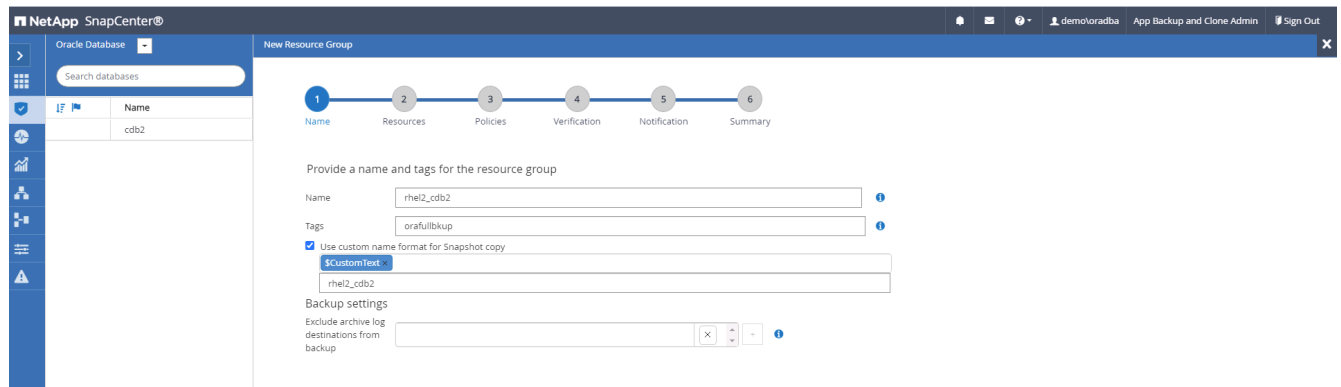 NetApp SnapCenter®
demo\oradba App Backup and Clone Admin Sign Out
Oracle Database
New Resource Group
Search databases
Name
cdb2
1 2 3 4 5 6
Name Resources Policies Verification Notification Summary
Provide a name and tags for the resource group
Name rhel2_cdb2
Tags orafullbkup
Use custom name format for Snapshot copy
$CustomText ×
rhel2_cdb2
Backup settings
Exclude archive log
destinations from
backup